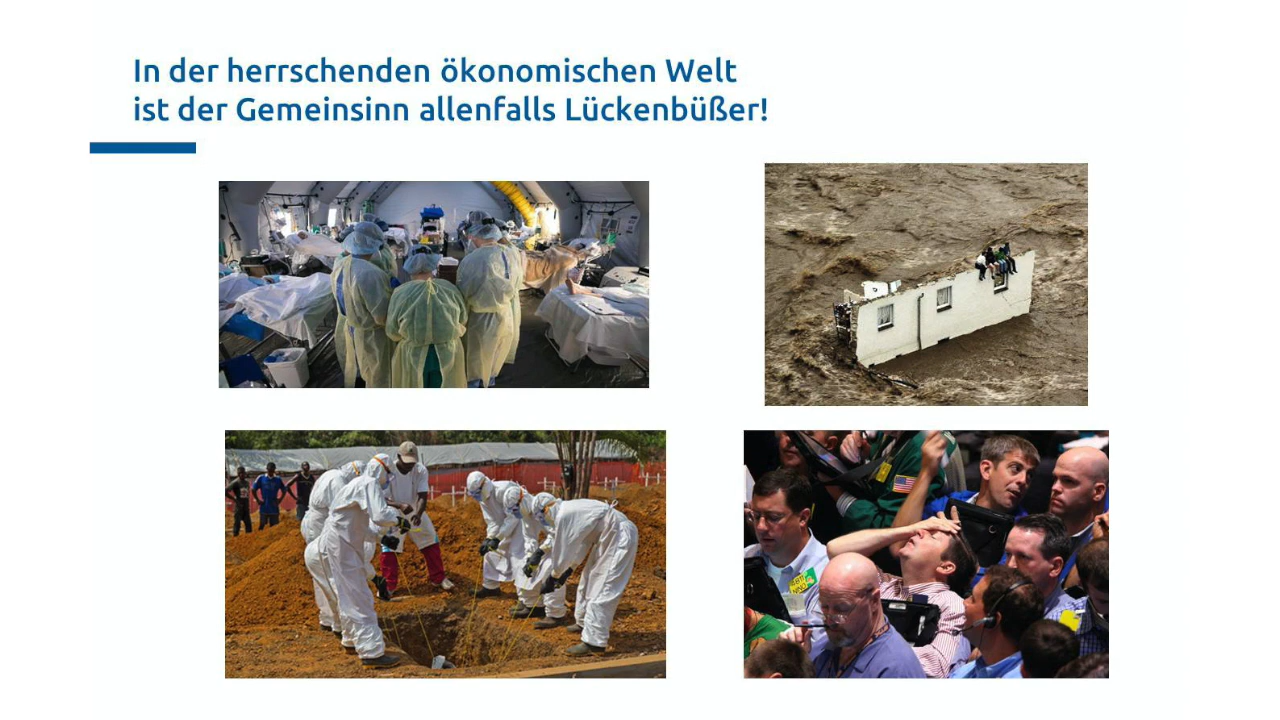 In der herrschenden ökonomischen Welt
ist der Gemeinsinn allenfalls Lückenbüßer!